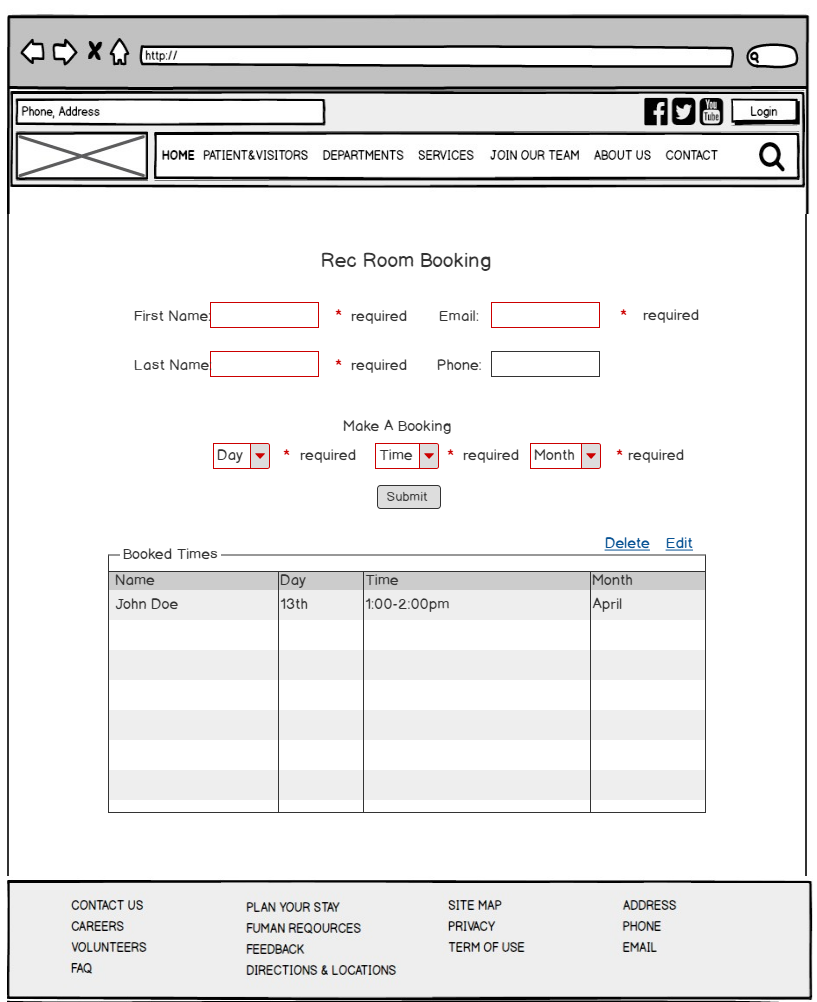 http://
Phone, Address
You
Tube
Login
HOME PATIENT&VISITORS DEPARTMENTS SERVICES JOIN OUR TEAM ABOUT US CONTACT
Rec Room Booking
First Name: * required Email: * required
Last Name * required Phone:
Make A Booking
Day * required Time * required Month * required
Submit
Delete Edit
Booked Times
Name Day Time Month
John Doe 13th 1:00-2:00pm April
CONTACT US PLAN YOUR STAY SITE MAP ADDRESS
CAREERS FUMAN REQOURCES PRIVACY PHONE
VOLUNTEERS FEEDBACK TERM OF USE EMAIL
FAQ DIRECTIONS & LOCATIONS